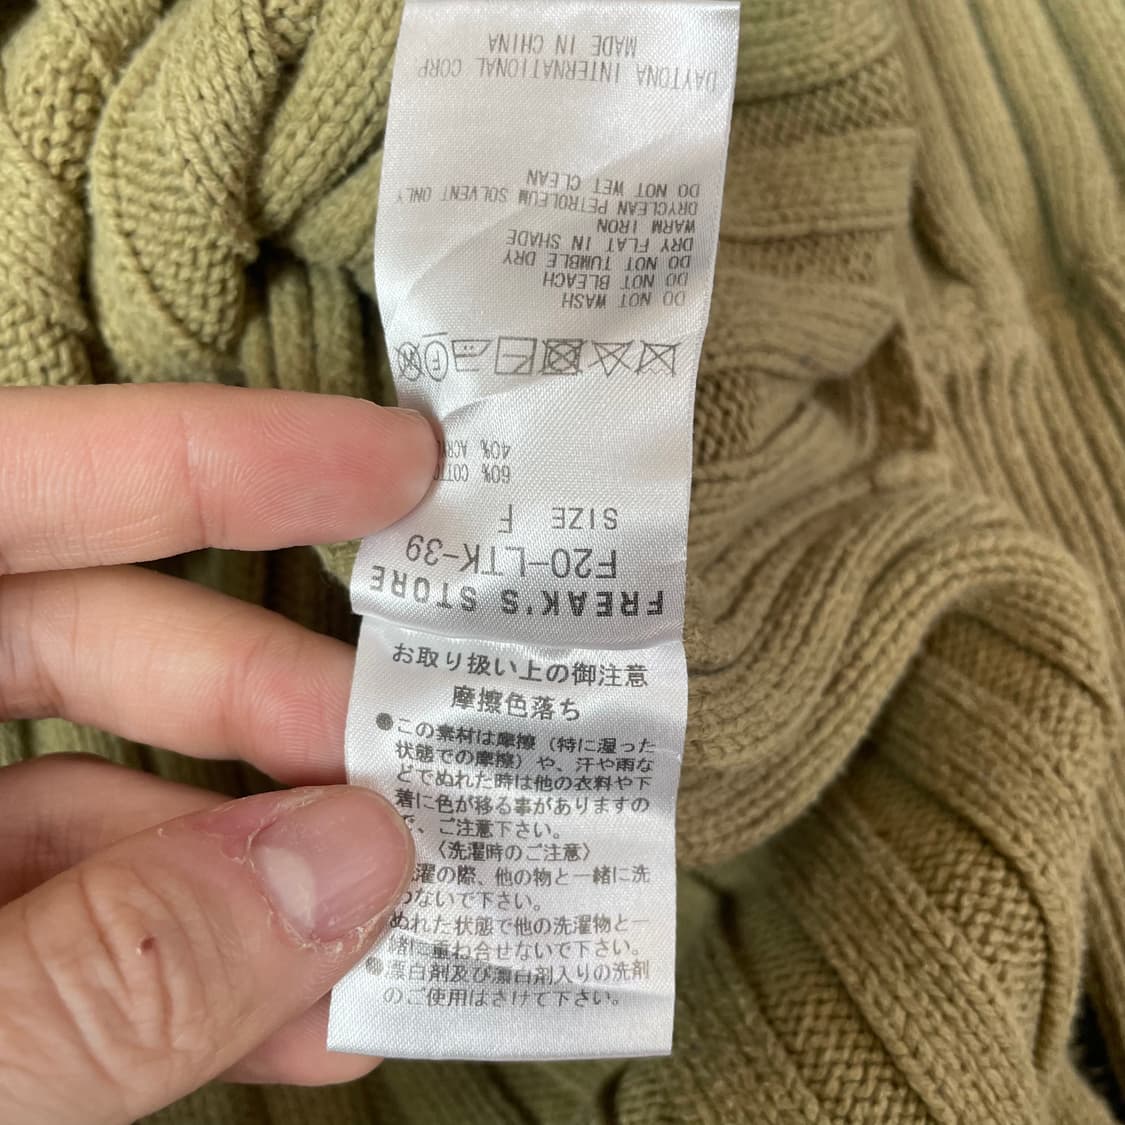 FREAK'S STORE
F20-LTK-39
SIZE F
60%
40%
DO NOT WASH
DO NOT BLEACH
DO NOT TUMBLE DRY
DRY FLAT IN SHADE
WARM IRON
DRYCLEAN PETROLEUM SOLVENT ONLY
DO NOT WET CLEAN
DAYTONA INTERNATIONAL CORP.
MADE IN CHINA
お取り扱い上の御注意
摩擦色落ち
●この素材は摩擦（特に湿った
状態での摩擦）や、汗や雨な
どでぬれた時は他の衣料や下
着に色が移る事がありますの
で、ご注意下さい。
〈洗濯時のご注意〉
濯の際、他の物と一緒に洗
わないで下さい。
ぬれた状態で他の洗濯物と一
緒に重ね合せないで下さい。
●漂白剤及び漂白剤入りの洗剤
のご使用はさけて下さい。